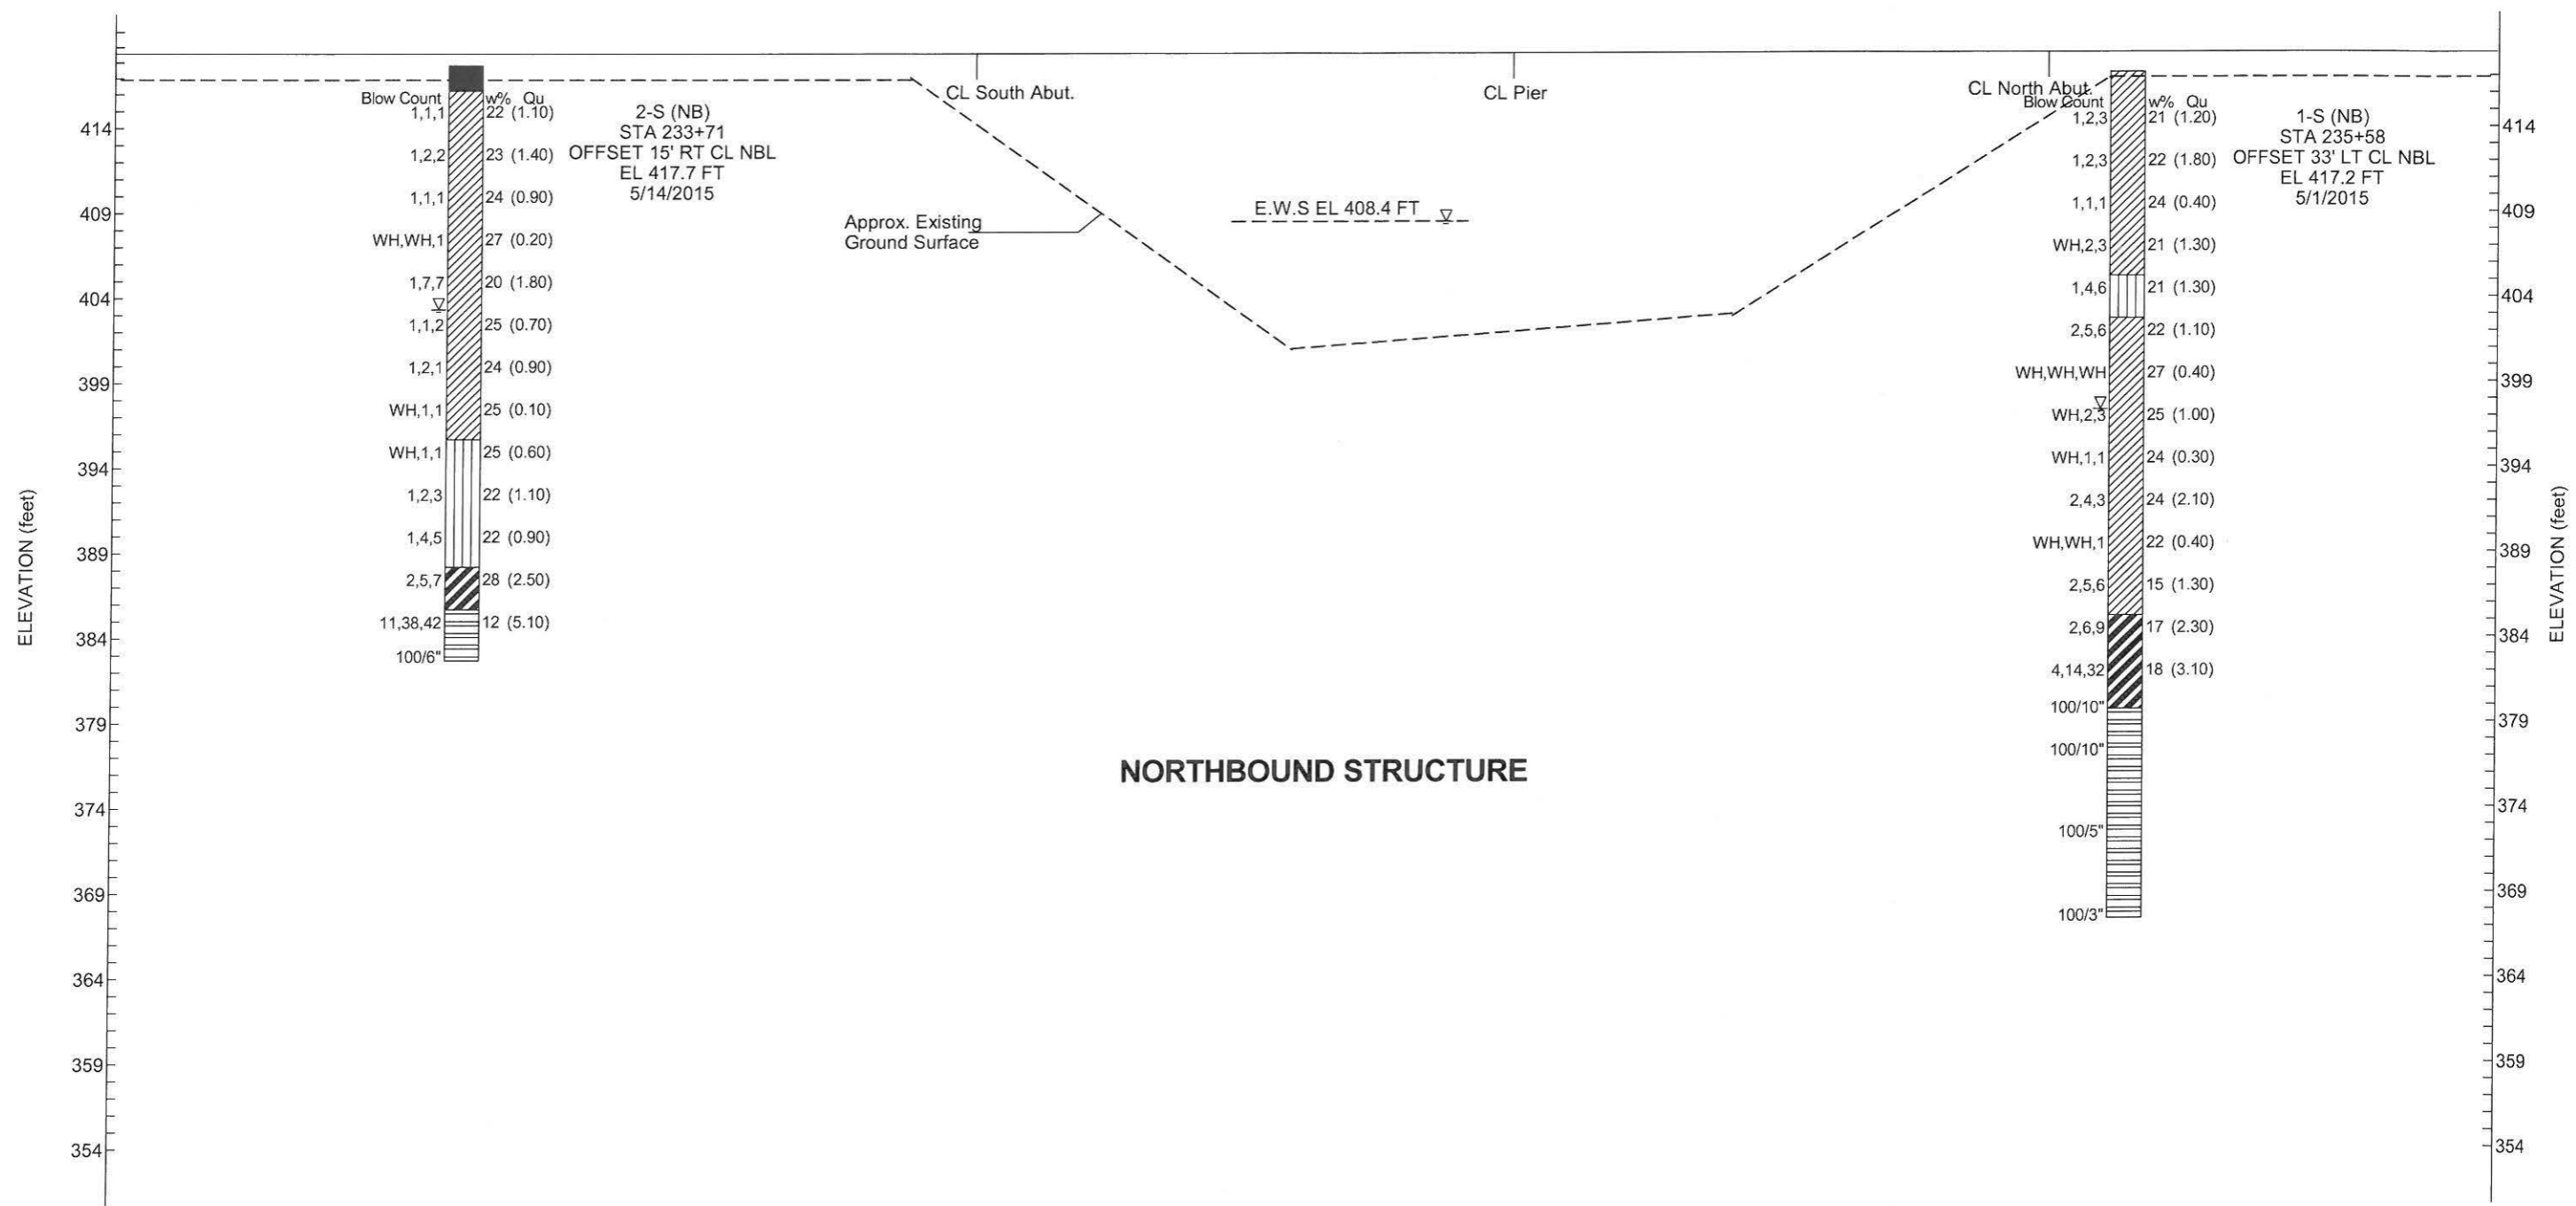 CL South Abut.
CL Pier
CL North Abut.
Blow Count w% Qu
1,1,1 22 (1.10)
1,2,2 23 (1.40)
1,1,1 24 (0.90)
WH,WH,1 27 (0.20)
1,7,7 20 (1.80)
1,1,2 25 (0.70)
1,2,1 24 (0.90)
WH,1,1 25 (0.10)
WH,1,1 25 (0.60)
1,2,3 22 (1.10)
1,4,5 22 (0.90)
2,5,7 28 (2.50)
11,38,42 12 (5.10)
100/6"
2-S (NB)
STA 233+71
OFFSET 15' RT CL NBL
EL 417.7 FT
5/14/2015
Approx. Existing
Ground Surface
E.W.S EL 408.4 FT
Blow Count w% Qu
1,2,3 21 (1.20)
1,2,3 22 (1.80)
1,1,1 24 (0.40)
WH,2,3 21 (1.30)
1,4,6 21 (1.30)
2,5,6 22 (1.10)
WH,WH,WH 27 (0.40)
WH,2,3 25 (1.00)
WH,1,1 24 (0.30)
2,4,3 24 (2.10)
WH,WH,1 22 (0.40)
2,5,6 15 (1.30)
2,6,9 17 (2.30)
4,14,32 18 (3.10)
100/10"
100/10"
100/5"
100/3"
1-S (NB)
STA 235+58
OFFSET 33' LT CL NBL
EL 417.2 FT
5/1/2015
NORTHBOUND STRUCTURE
ELEVATION (feet)
414
409
404
399
394
389
384
379
374
369
364
359
354
414
409
404
399
394
389
384
379
374
369
364
359
354
ELEVATION (feet)